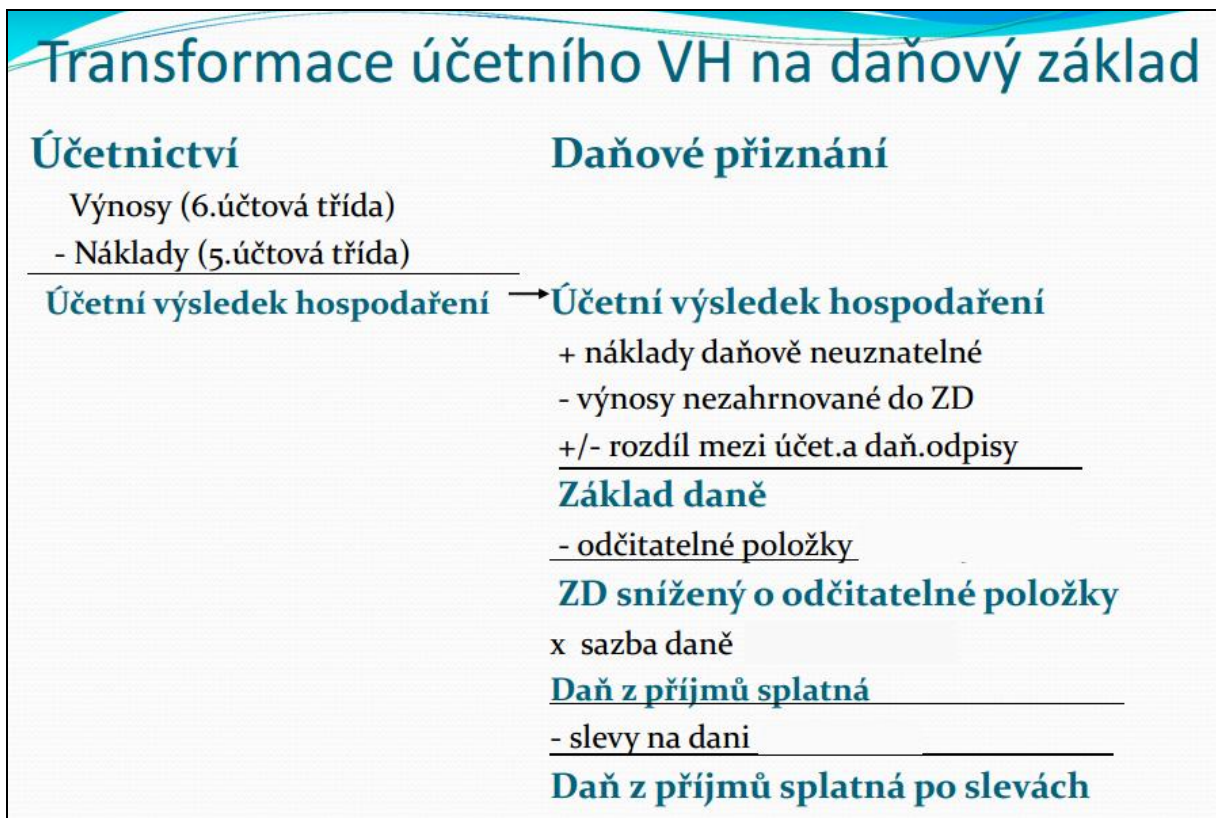 Transformace účetního VH na daňový základ
Účetnictví
Výnosy (6.účtová třída)
- Náklady (5.účtová třída)
Účetní výsledek hospodaření
Daňové přiznání
Účetní výsledek hospodaření
+ náklady daňově neuznatelné
- výnosy nezahrnované do ZD
+/- rozdíl mezi účet.a daň.odpisy
Základ daně
- odčitatelné položky
ZD snížený o odčitatelné položky
x sazba daně
Daň z příjmů splatná
- slevy na dani
Daň z příjmů splatná po slevách